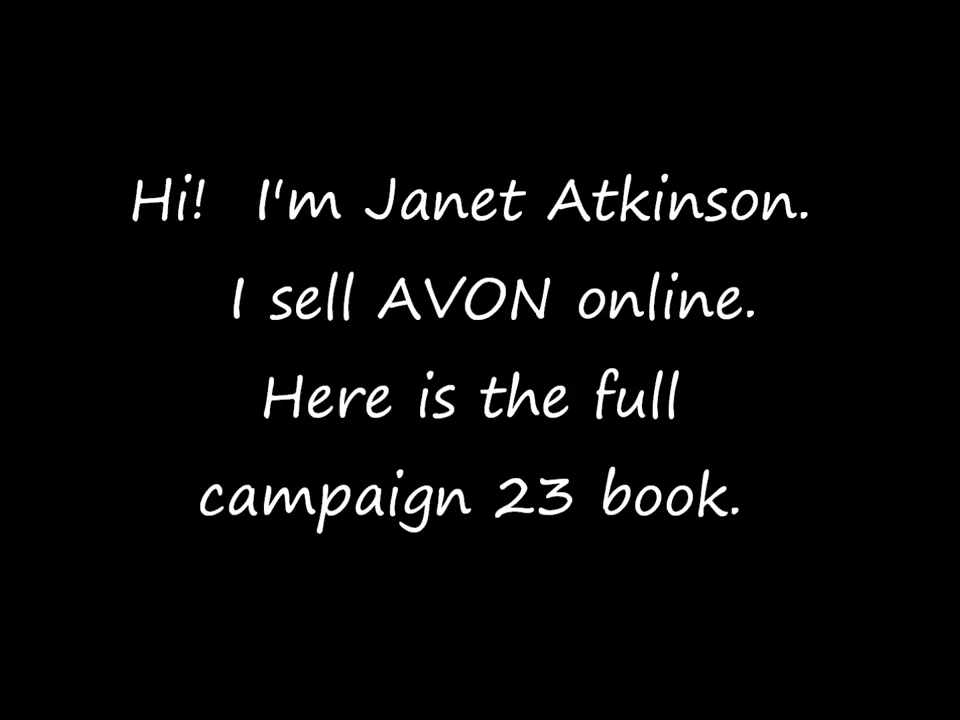 Hi! I'm Janet Atkinson.
I sell AVON online.
Here is the full
campaign 23 book.